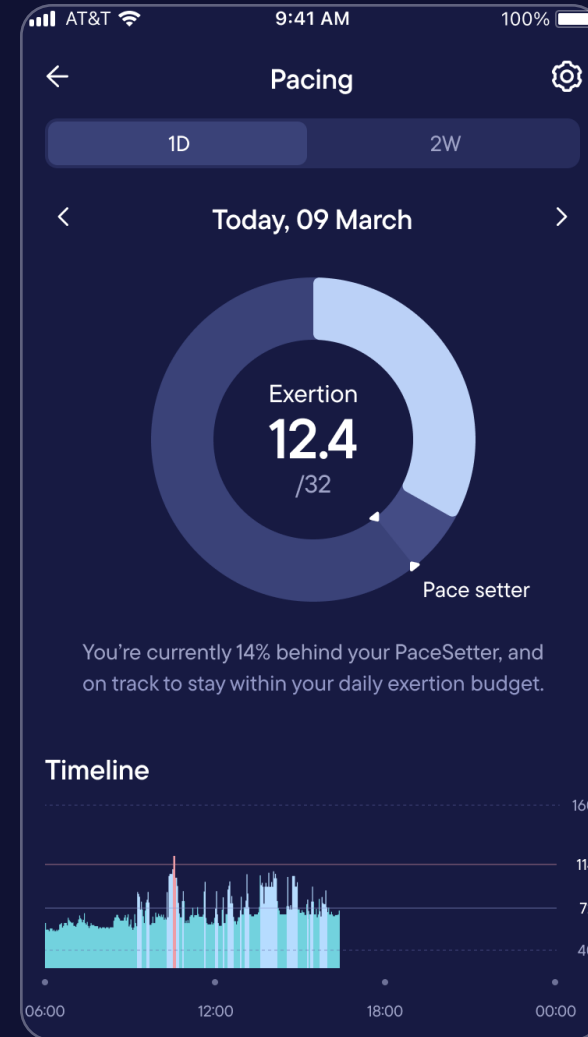 AT&T 9:41 AM 100%
Pacing
1D 2W
Today, 09 March
Exertion
12.4
/32
Pace setter
You're currently 14% behind your PaceSetter, and
on track to stay within your daily exertion budget.
Timeline
06:00 12:00 18:00 00:00